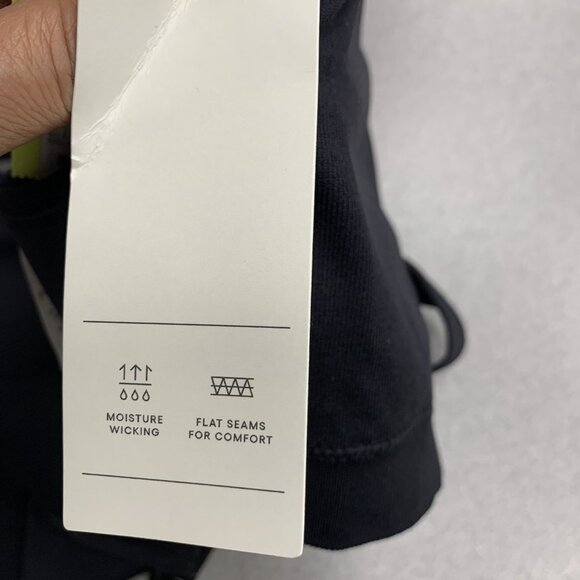 MOISTURE
WICKING
FLAT SEAMS
FOR COMFORT